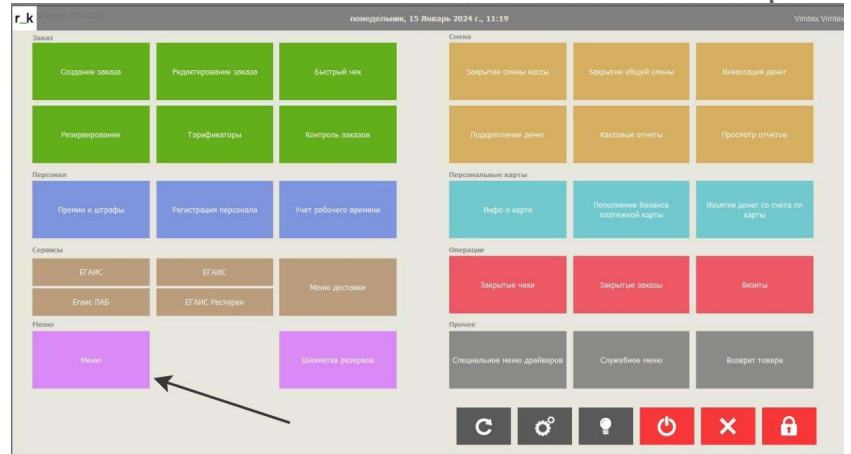 r_k
понедельник, 15 Январь 2024 г., 11:19
Vimtex Vimtex
Заказ
Создание заказа
Редактирование заказа
Быстрый чек
Резервирование
Тарификаторы
Контроль заказов
Смена
Закрытие смены кассы
Закрытие общей смены
Инкассация денег
Подкрепление денег
Кассовые отчеты
Просмотр отчетов
Персонал
Премии и штрафы
Регистрация персонала
Учет рабочего времени
Персональные карты
Инфо о карте
Пополнение баланса
платежной карты
Изъятие денег со счета пл
карты
Сервисы
ЕГАИС
ЕГАИС
Меню доставки
Егаис ПАБ
ЕГАИС Ресторан
Операции
Закрытые чеки
Закрытые заказы
Визиты
Меню
Меню
Шахматка резервов
Прочее
Специальное меню драйверов
Служебное меню
Возврат товара